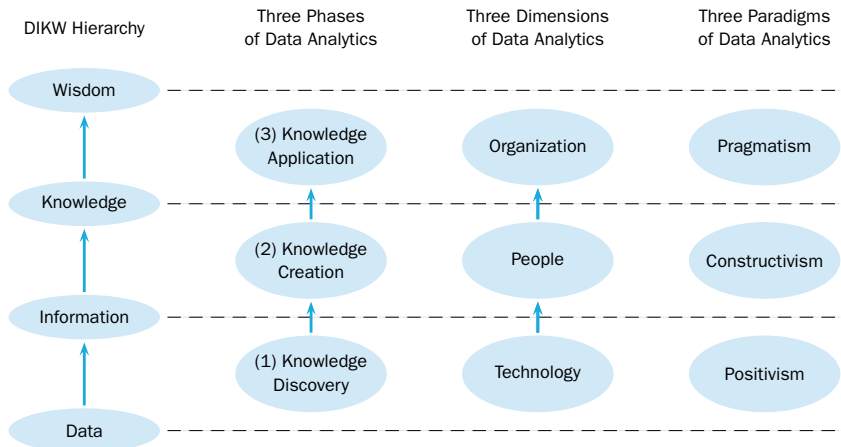 DIKW Hierarchy
Three Phases
of Data Analytics
Three Dimensions
of Data Analytics
Three Paradigms
of Data Analytics
Wisdom
(3) Knowledge
Application
Organization
Pragmatism
Knowledge
(2) Knowledge
Creation
People
Constructivism
Information
(1) Knowledge
Discovery
Technology
Positivism
Data